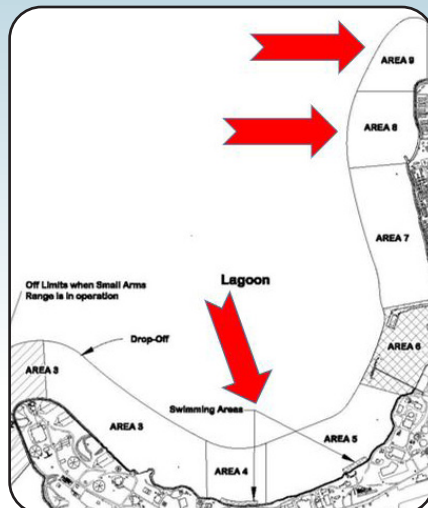 AREA 9
AREA 8
AREA 7
Lagoon
Off Limits when Small Arms
Range is in operation
Drop-Off
AREA 6
AREA 3
Swimming Areas
AREA 3
AREA 5
AREA 4